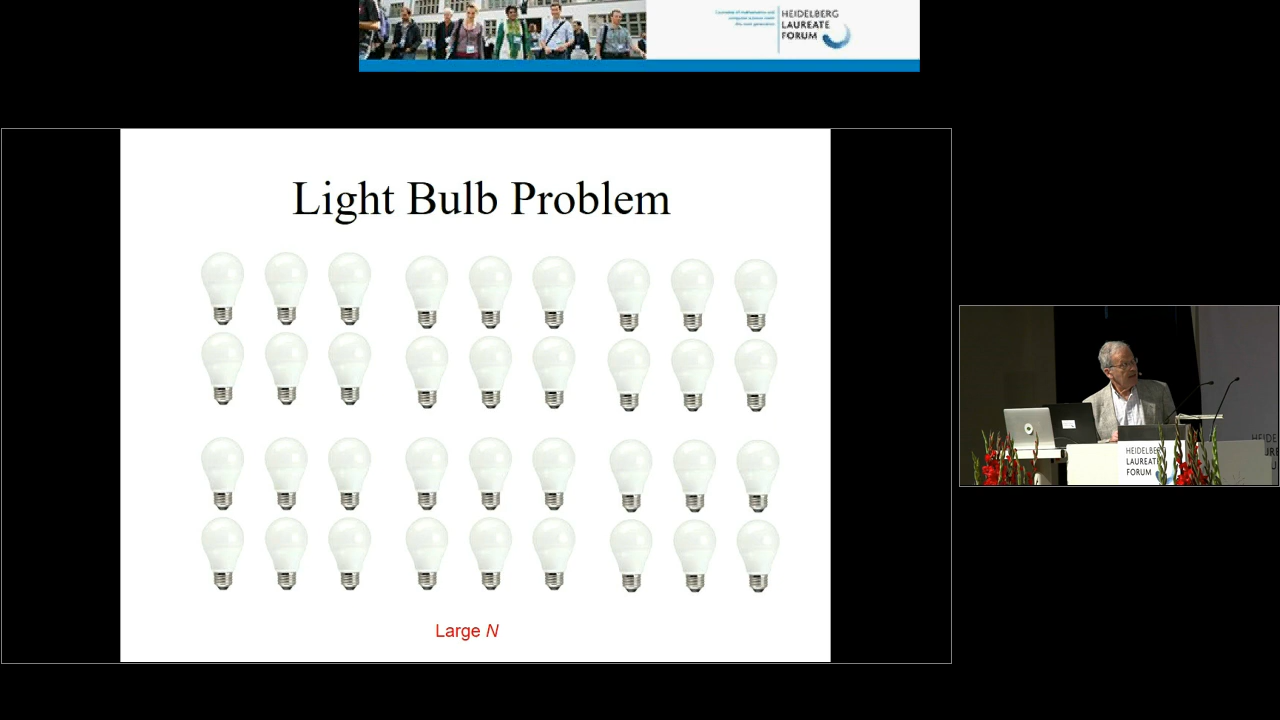 HEIDELBERG
LAUREATE
FORUM
Light Bulb Problem
Large N
HEIDELBERG
LAUREATE
FORUM